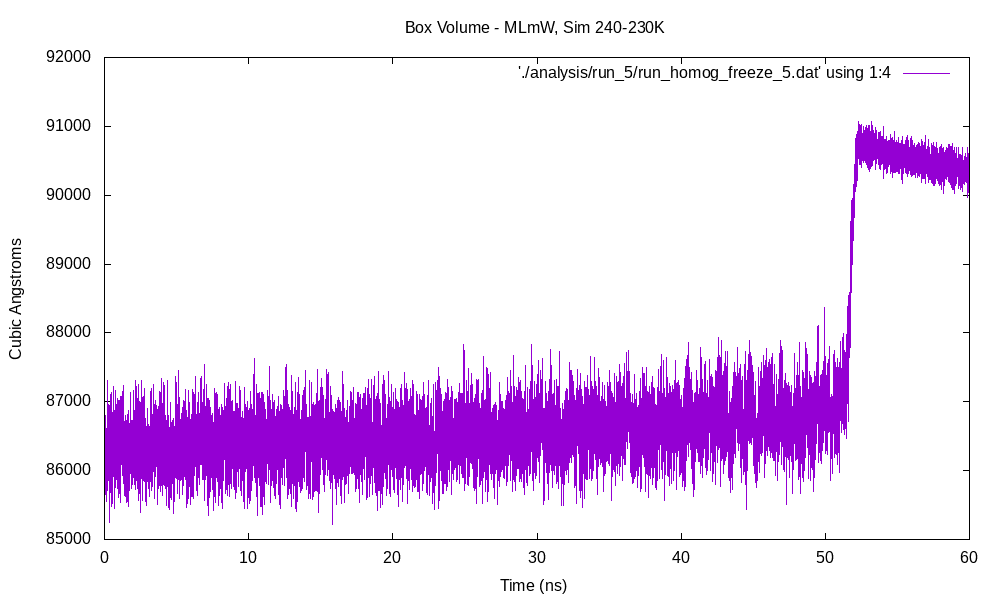 Box Volume - MLmW, Sim 240-230K
'./analysis/run_5/run_homog_freeze_5.dat' using 1:4
92000
91000
90000
89000
88000
87000
86000
85000
Cubic Angstroms
0 10 20 30 40 50 60
Time (ns)